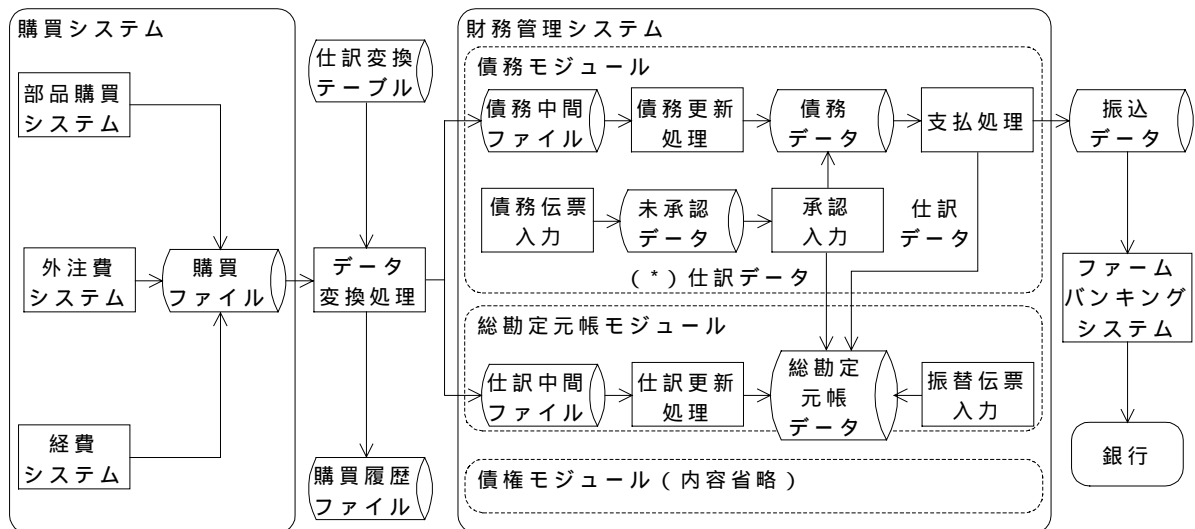 購買システム
部品購買
システム
外注費
システム
経費
システム
購買
ファイル
仕訳変換
テーブル
データ
変換処理
購買履歴
ファイル
財務管理システム
債務モジュール
債務中間
ファイル
債務更新
処理
債務
データ
支払処理
債務伝票
入力
未承認
データ
承認
入力
仕訳
データ
(*)仕訳データ
総勘定元帳モジュール
仕訳中間
ファイル
仕訳更新
処理
総勘定
元帳
データ
振替伝票
入力
債権モジュール(内容省略)
振込
データ
ファーム
バンキング
システム
銀行